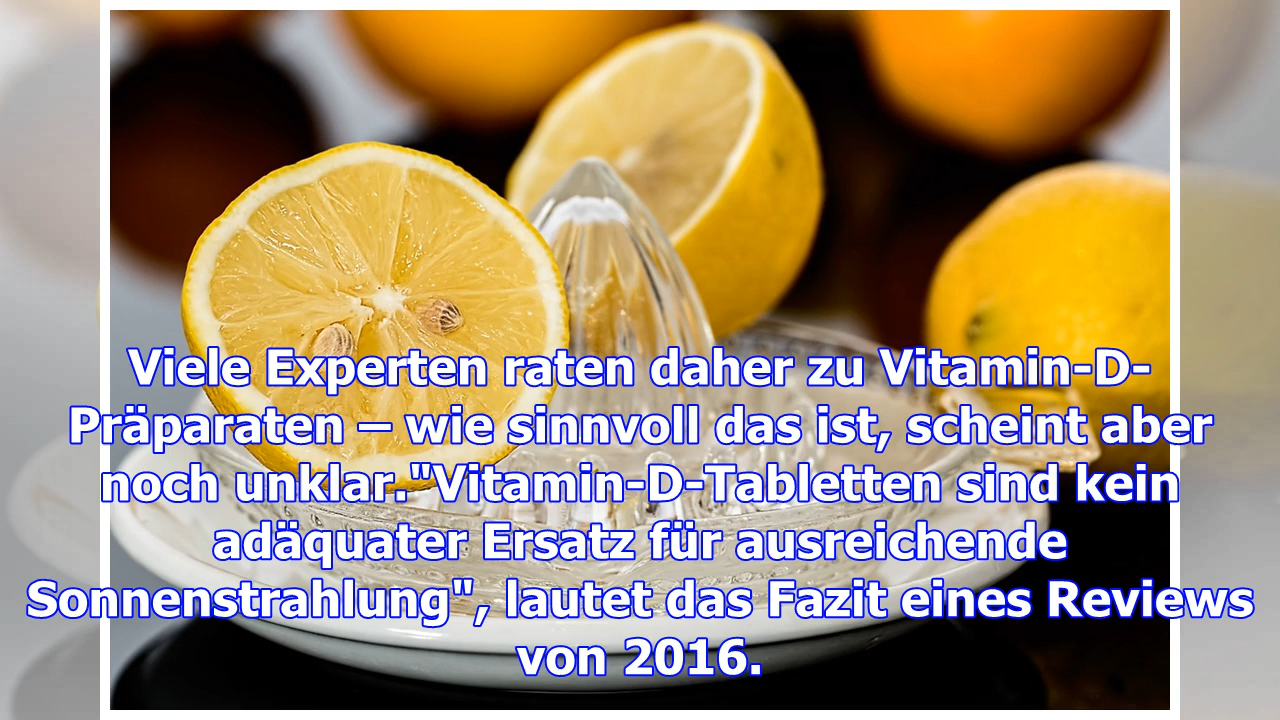 Viele Experten raten daher zu Vitamin-D-
Präparaten – wie sinnvoll das ist, scheint aber
noch unklar."Vitamin-D-Tabletten sind kein
adäquater Ersatz für ausreichende
Sonnenstrahlung", lautet das Fazit eines Reviews
von 2016.